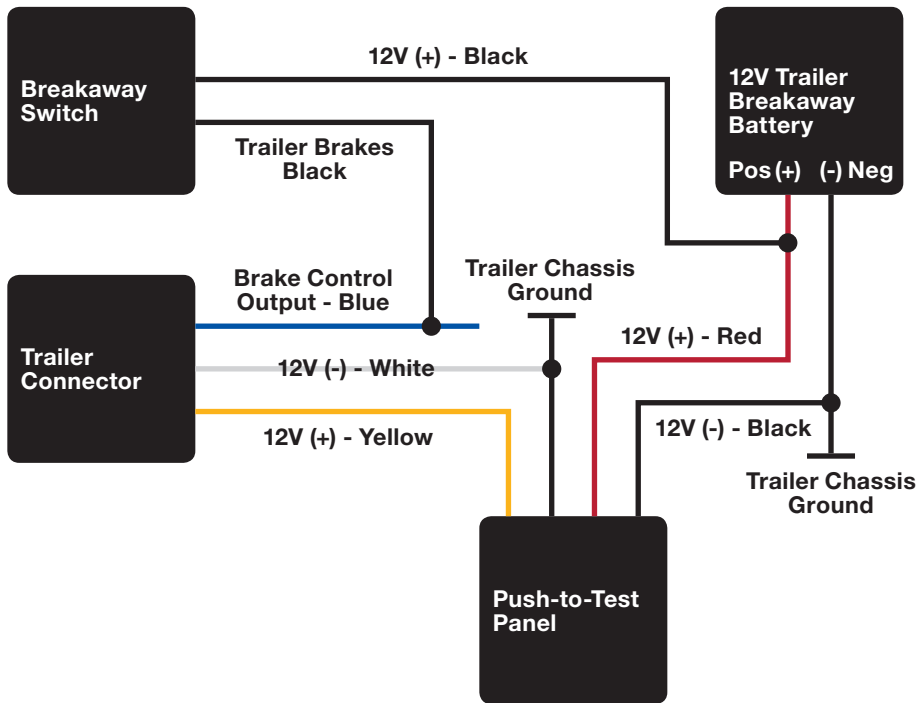 12V (+) - Black
Breakaway
Switch
12V Trailer
Breakaway
Battery
Pos (+) (-) Neg
Trailer Brakes
Black
Brake Control
Output - Blue
Trailer Chassis
Ground
Trailer
Connector
12V (-) - White
12V (+) - Red
12V (+) - Yellow
12V (-) - Black
Trailer Chassis
Ground
Push-to-Test
Panel